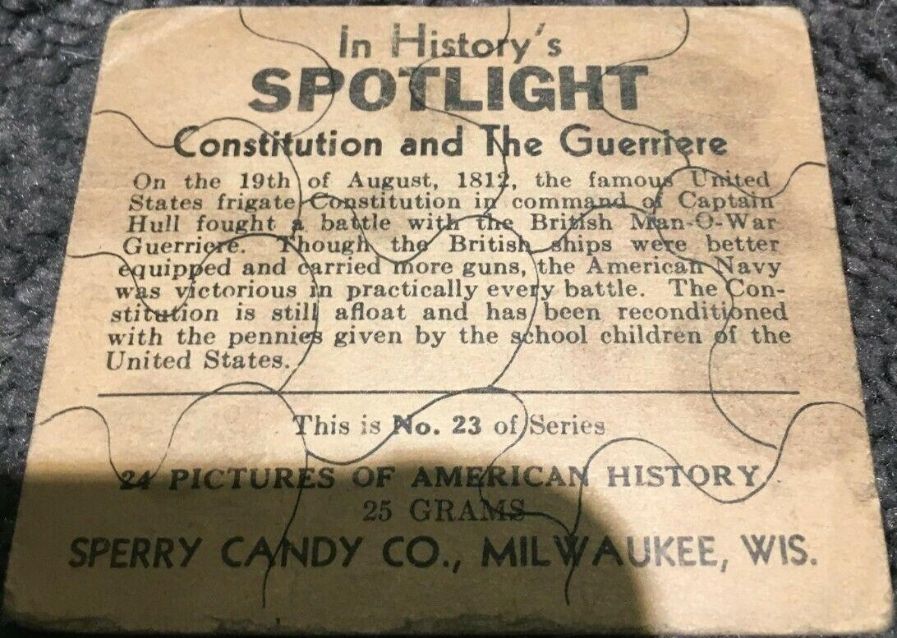 In History's
SPOTLIGHT
Constitution and The Guerriere
On the 19th of August, 1812, the famous United
States frigate Constitution in command of Captain
Hull fought a battle with the British Man-O-War
Guerriere. Though the British ships were better
equipped and carried more guns, the American Navy
was victorious in practically every battle. The Con-
stitution is still afloat and has been reconditioned
with the pennies given by the school children of the
United States.
This is No. 23 of Series
24 PICTURES OF AMERICAN HISTORY
25 GRAMS
SPERRY CANDY CO., MILWAUKEE, WIS.